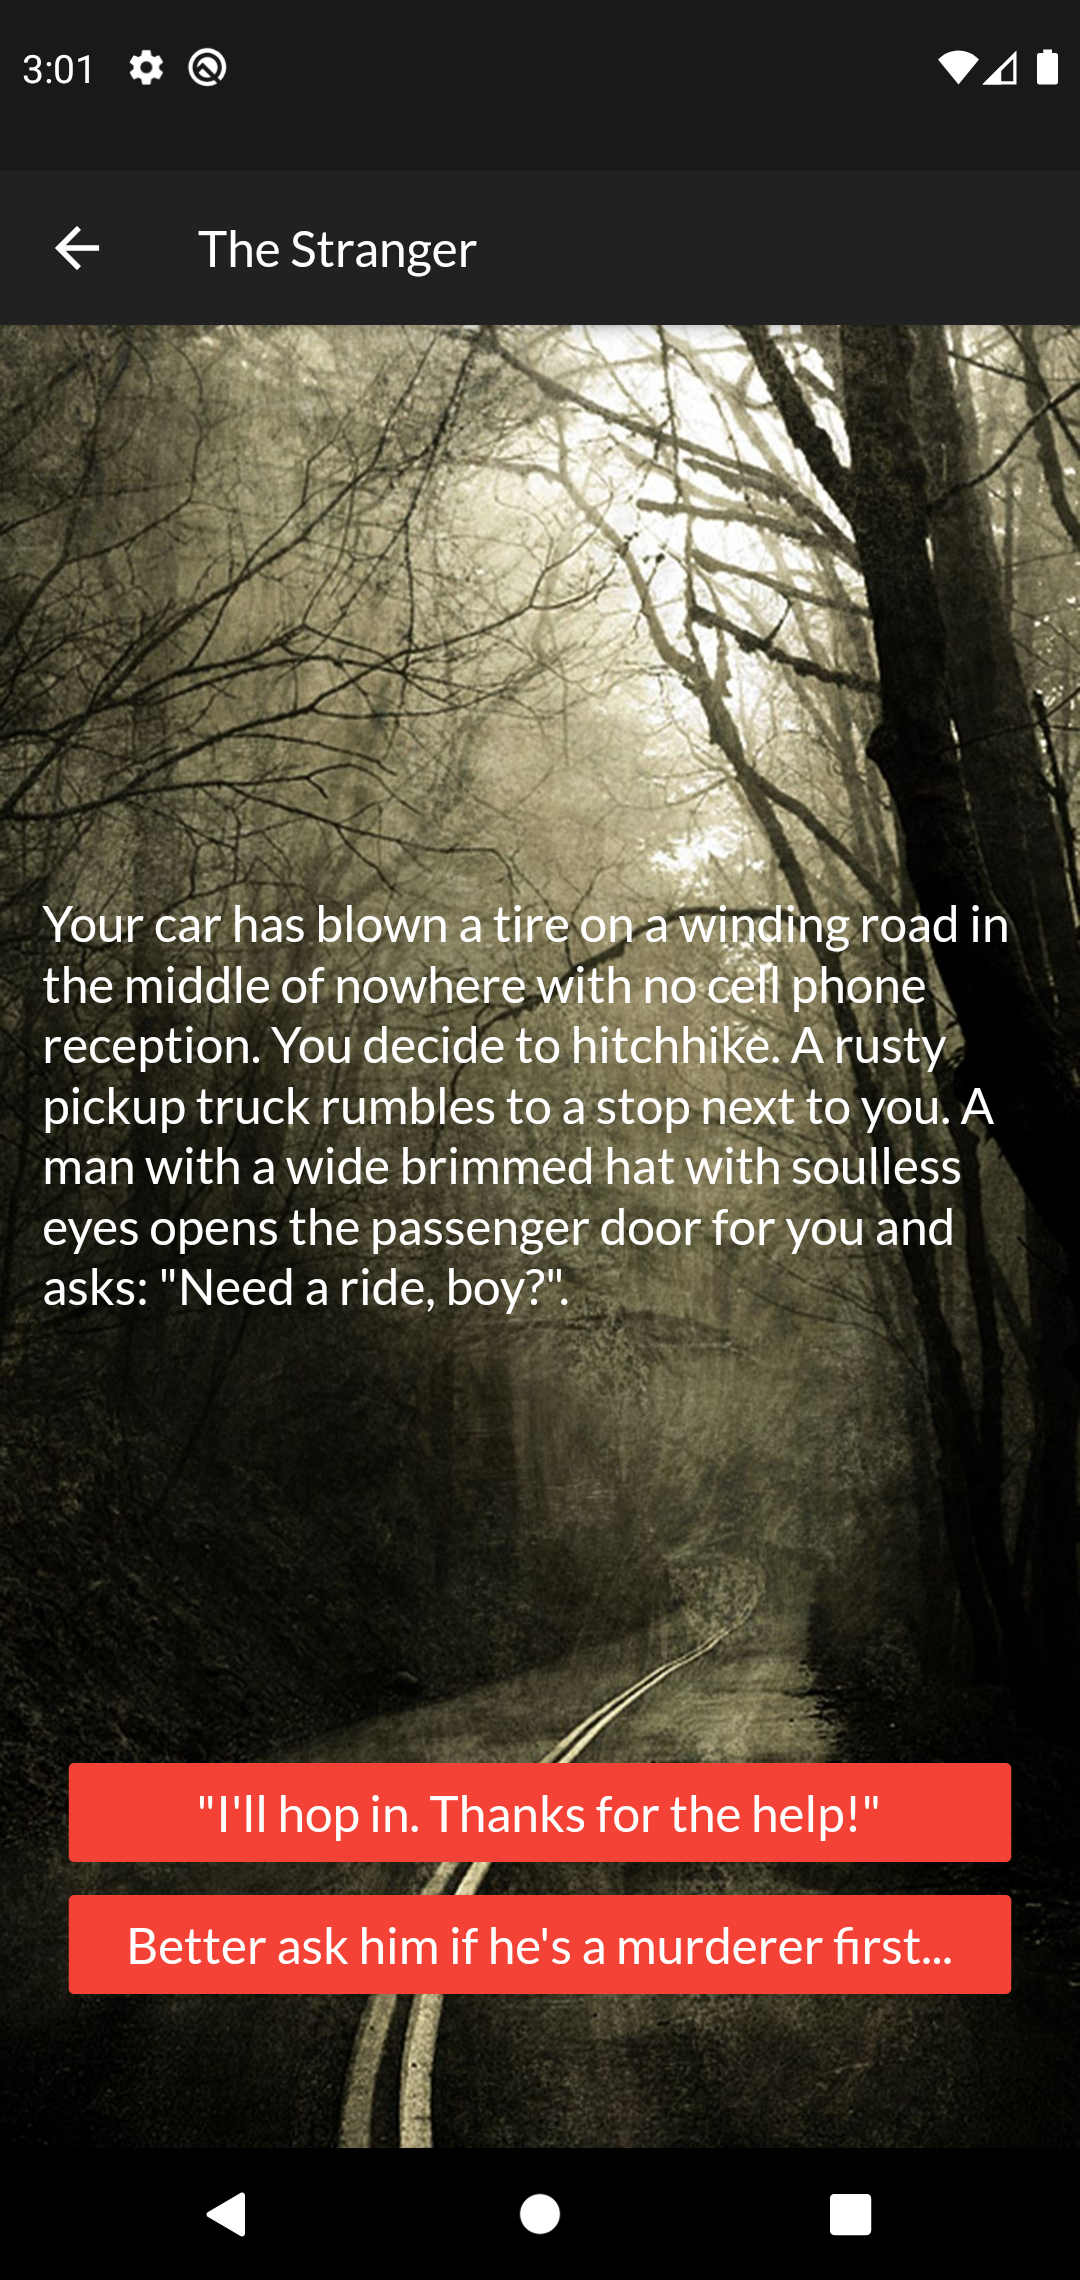 3:01
The Stranger
Your car has blown a tire on a winding road in
the middle of nowhere with no cell phone
reception. You decide to hitchhike. A rusty
pickup truck rumbles to a stop next to you. A
man with a wide brimmed hat with soulless
eyes opens the passenger door for you and
asks: "Need a ride, boy?".
"I'll hop in. Thanks for the help!"
Better ask him if he's a murderer first...